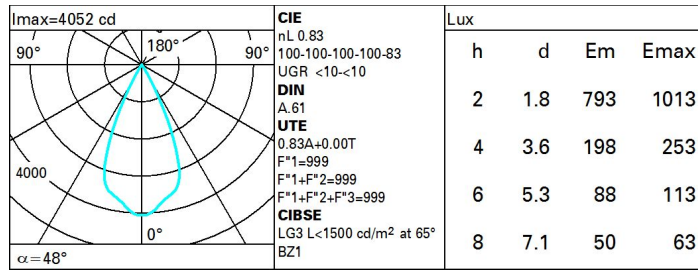 Imax=4052 cd
90° 180° 90°
4000
0°
α=48°
CIE
nL 0.83
100-100-100-100-83
UGR <10-<10
DIN
A.61
UTE
0.83A+0.00T
F"1=999
F"1+F"2=999
F"1+F"2+F"3=999
CIBSE
LG3 L<1500 cd/m² at 65°
BZ1
Lux
h d Em Emax
2 1.8 793 1013
4 3.6 198 253
6 5.3 88 113
8 7.1 50 63